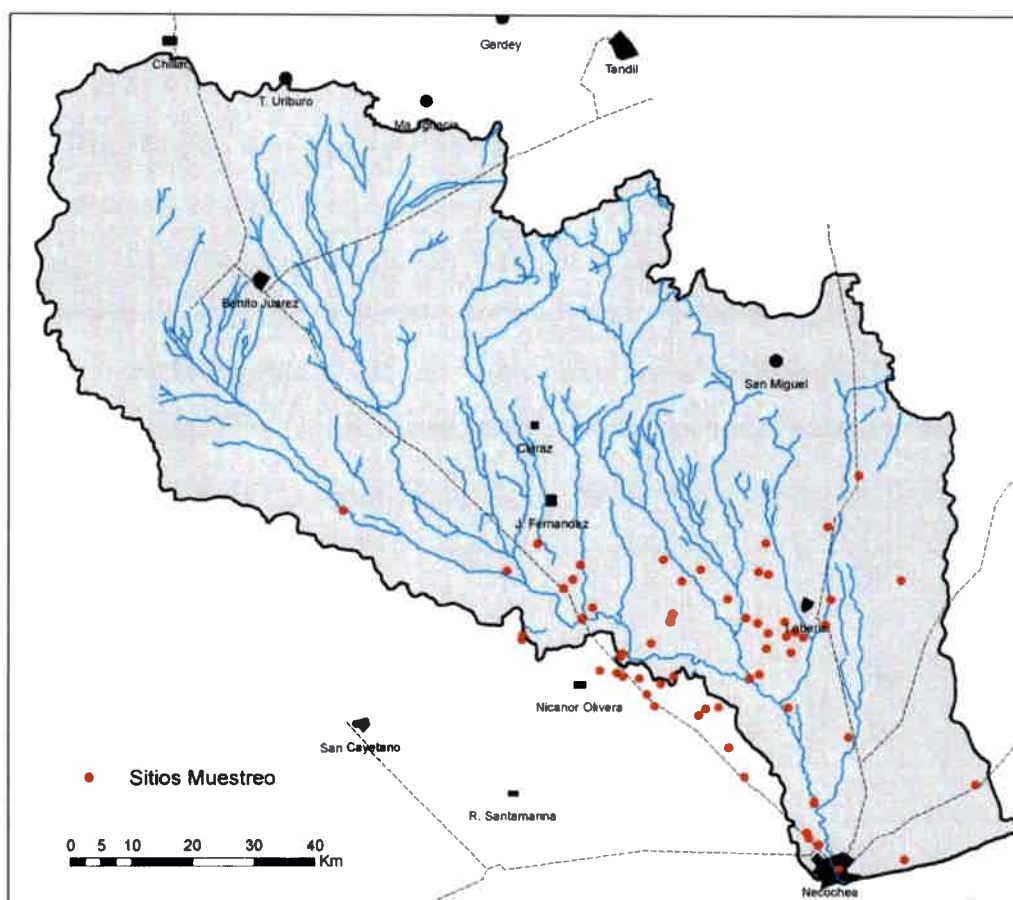 Gardey
Tandil
Chillar
T. Uriburo
Ma. Ignacia
Benito Juarez
San Miguel
Claraz
J. Fernandez
Loberia
Nicanor Olivera
San Cayetano
Sitios Muestreo
R. Santamarina
0 5 10 20 30 40
Km
Necochea